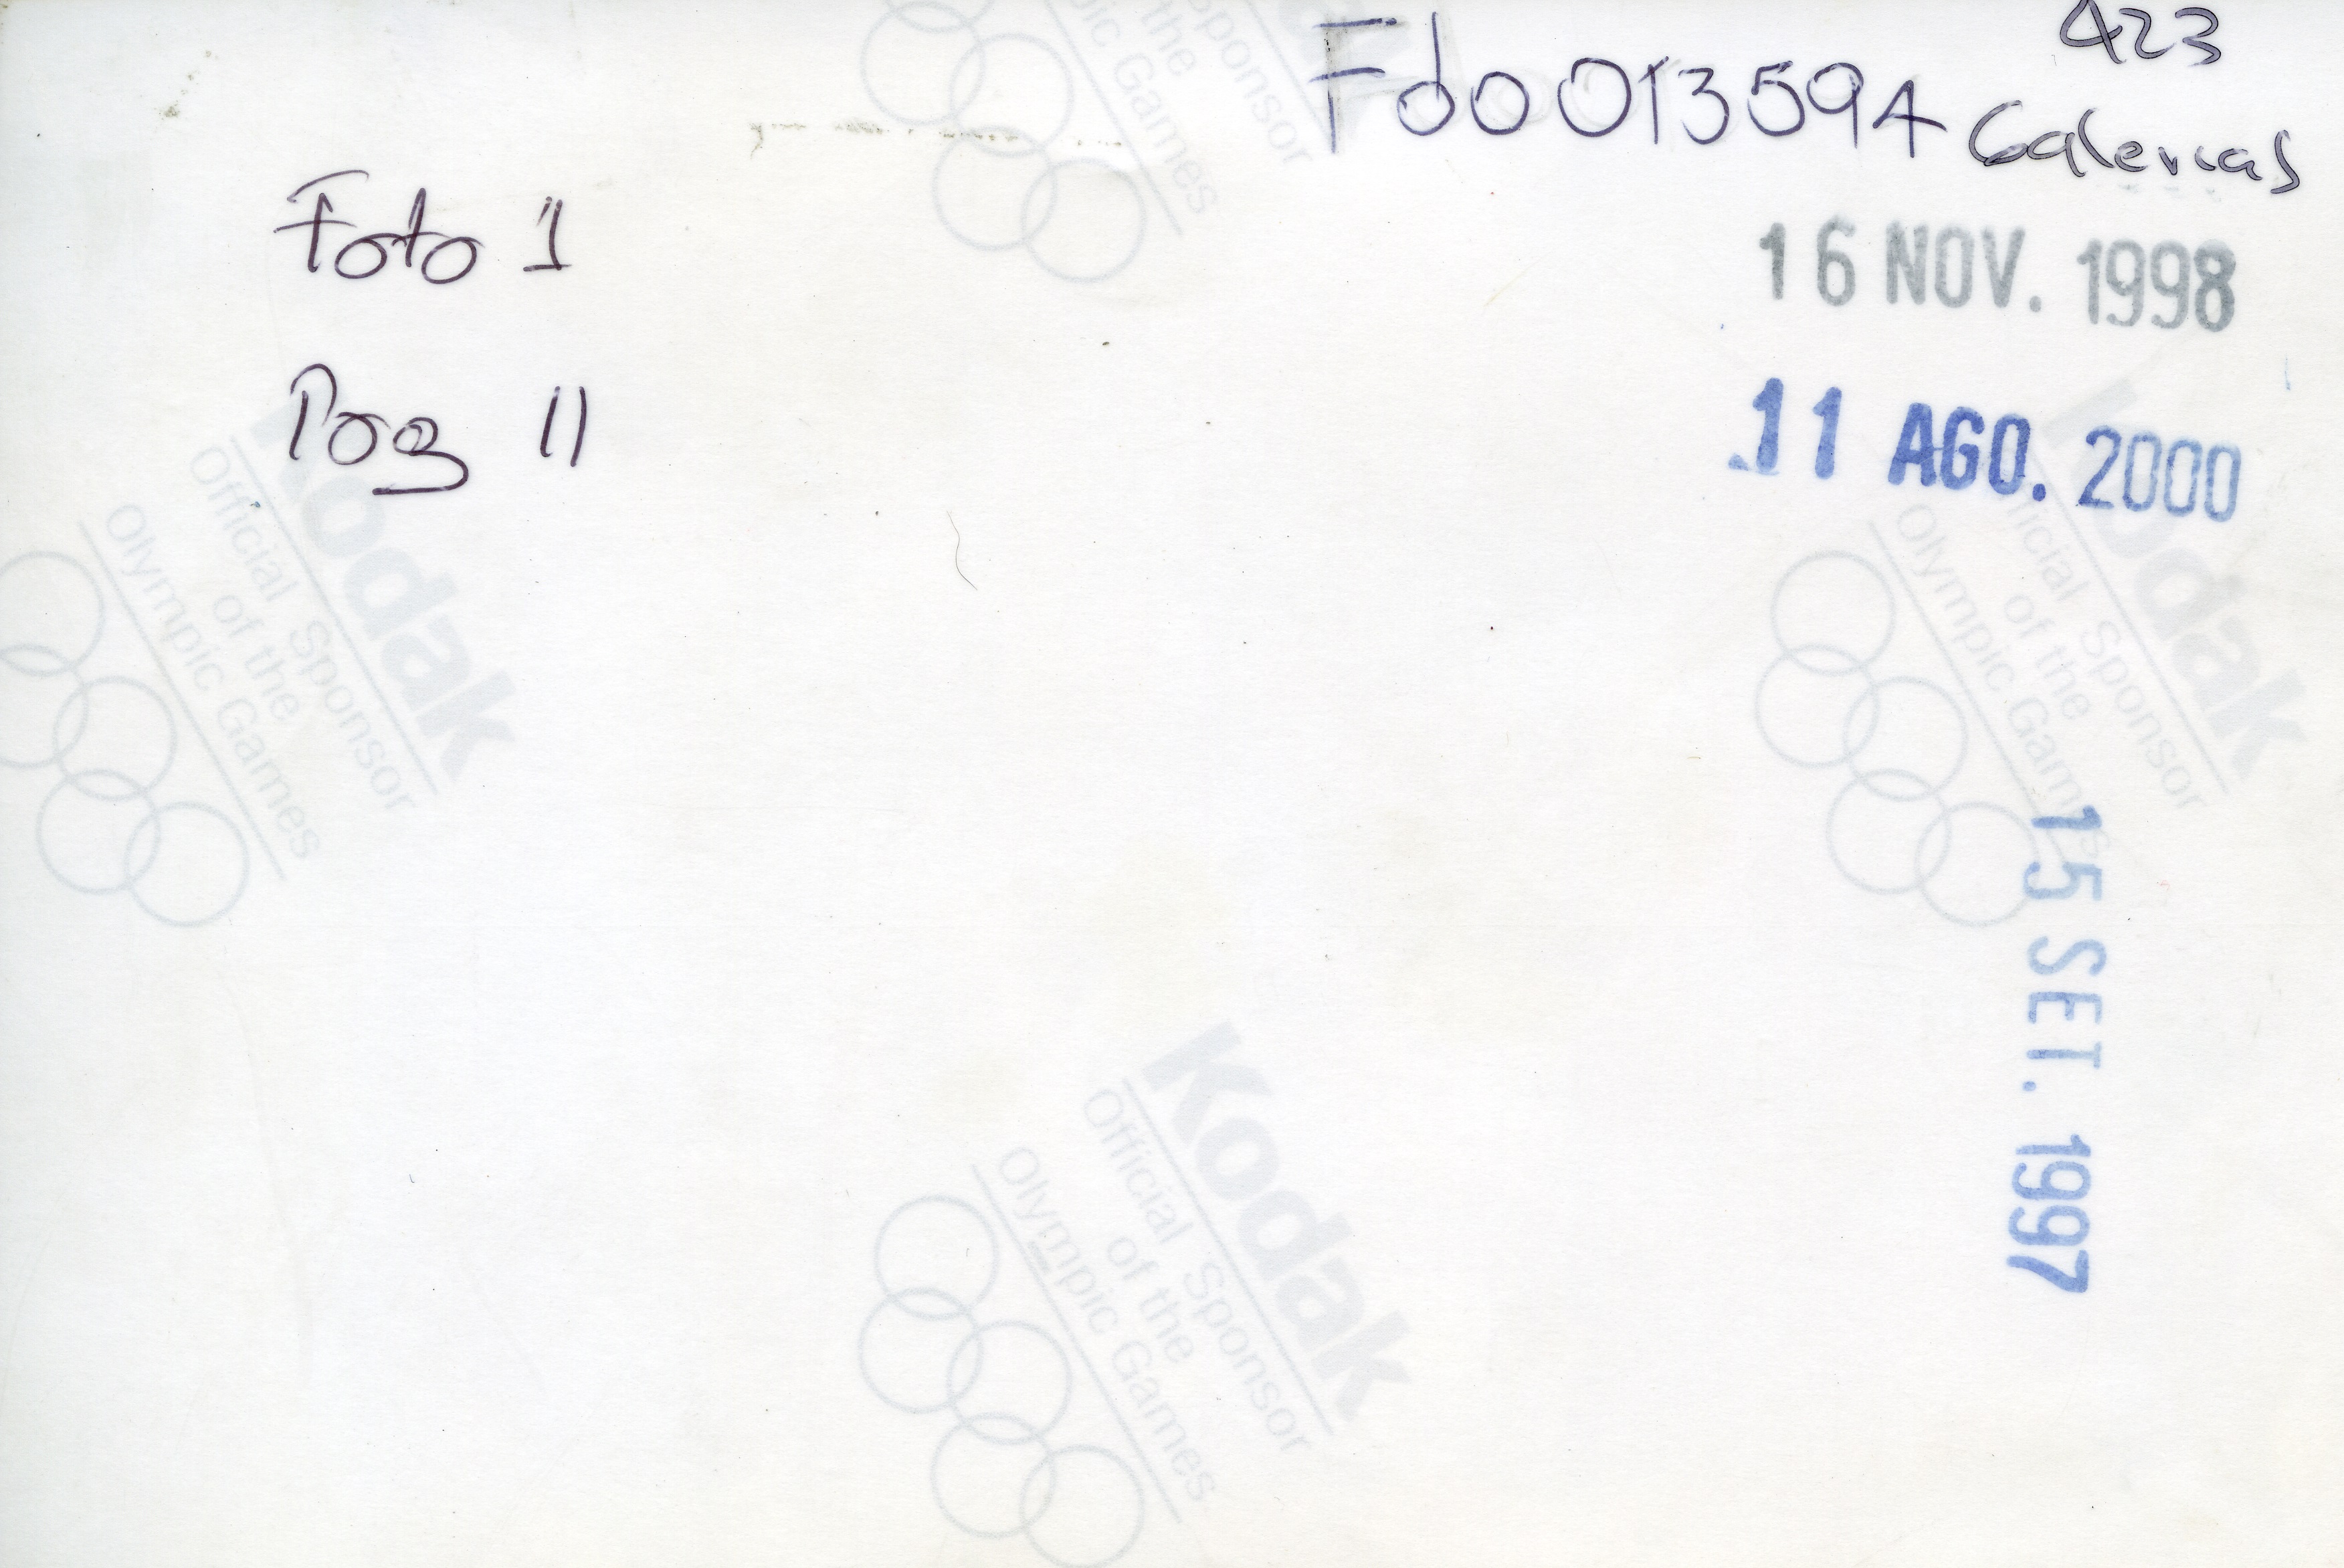 423
Fd0013594 Galerias
Foto 1
16 NOV. 1998
Pag 11
11 AGO. 2000
15 SET. 1997
Kodak
Official Sponsor
of the
Olympic Games
Kodak
Official Sponsor
of the
Olympic Games
Kodak
Official Sponsor
of the
Olympic Games